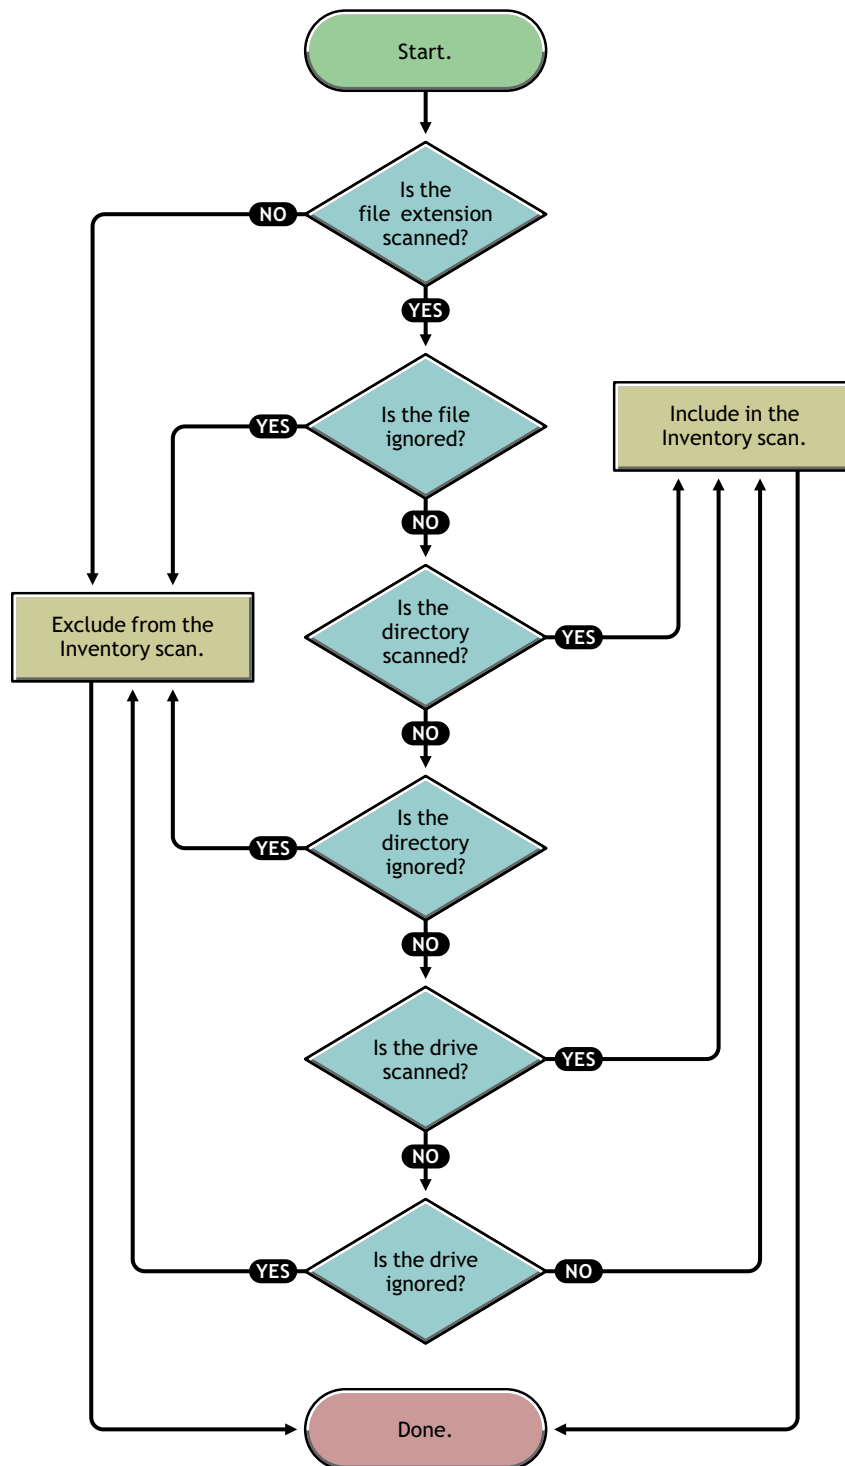 Start.
Is the
file extension
scanned?
NO
YES
Is the file
ignored?
YES
NO
Include in the
Inventory scan.
Exclude from the
Inventory scan.
Is the
directory
scanned?
YES
NO
Is the
directory
ignored?
YES
NO
Is the drive
scanned?
YES
NO
Is the drive
ignored?
YES
NO
Done.